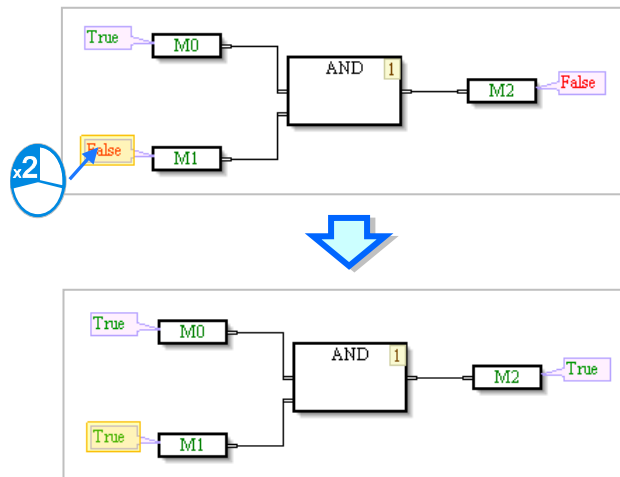 True
M0
AND
1
M2
False
False
M1
x2
True
M0
AND
1
M2
True
True
M1